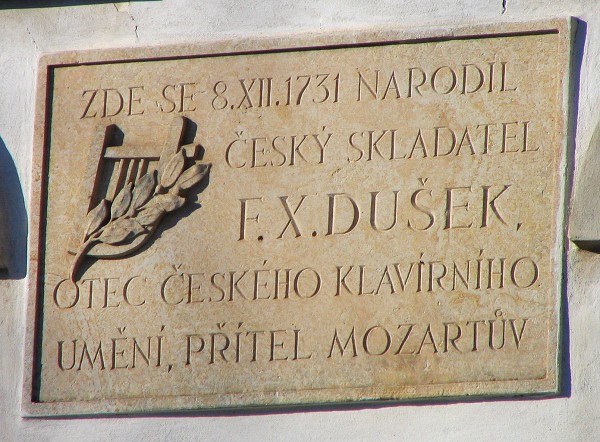 ZDE SE 8.XII.1731 NARODIL
ČESKÝ SKLADATEL
F.X.DUŠEK,
OTEC ČESKÉHO KLAVÍRNÍHO
UMĚNÍ, PŘÍTEL MOZARTŮV